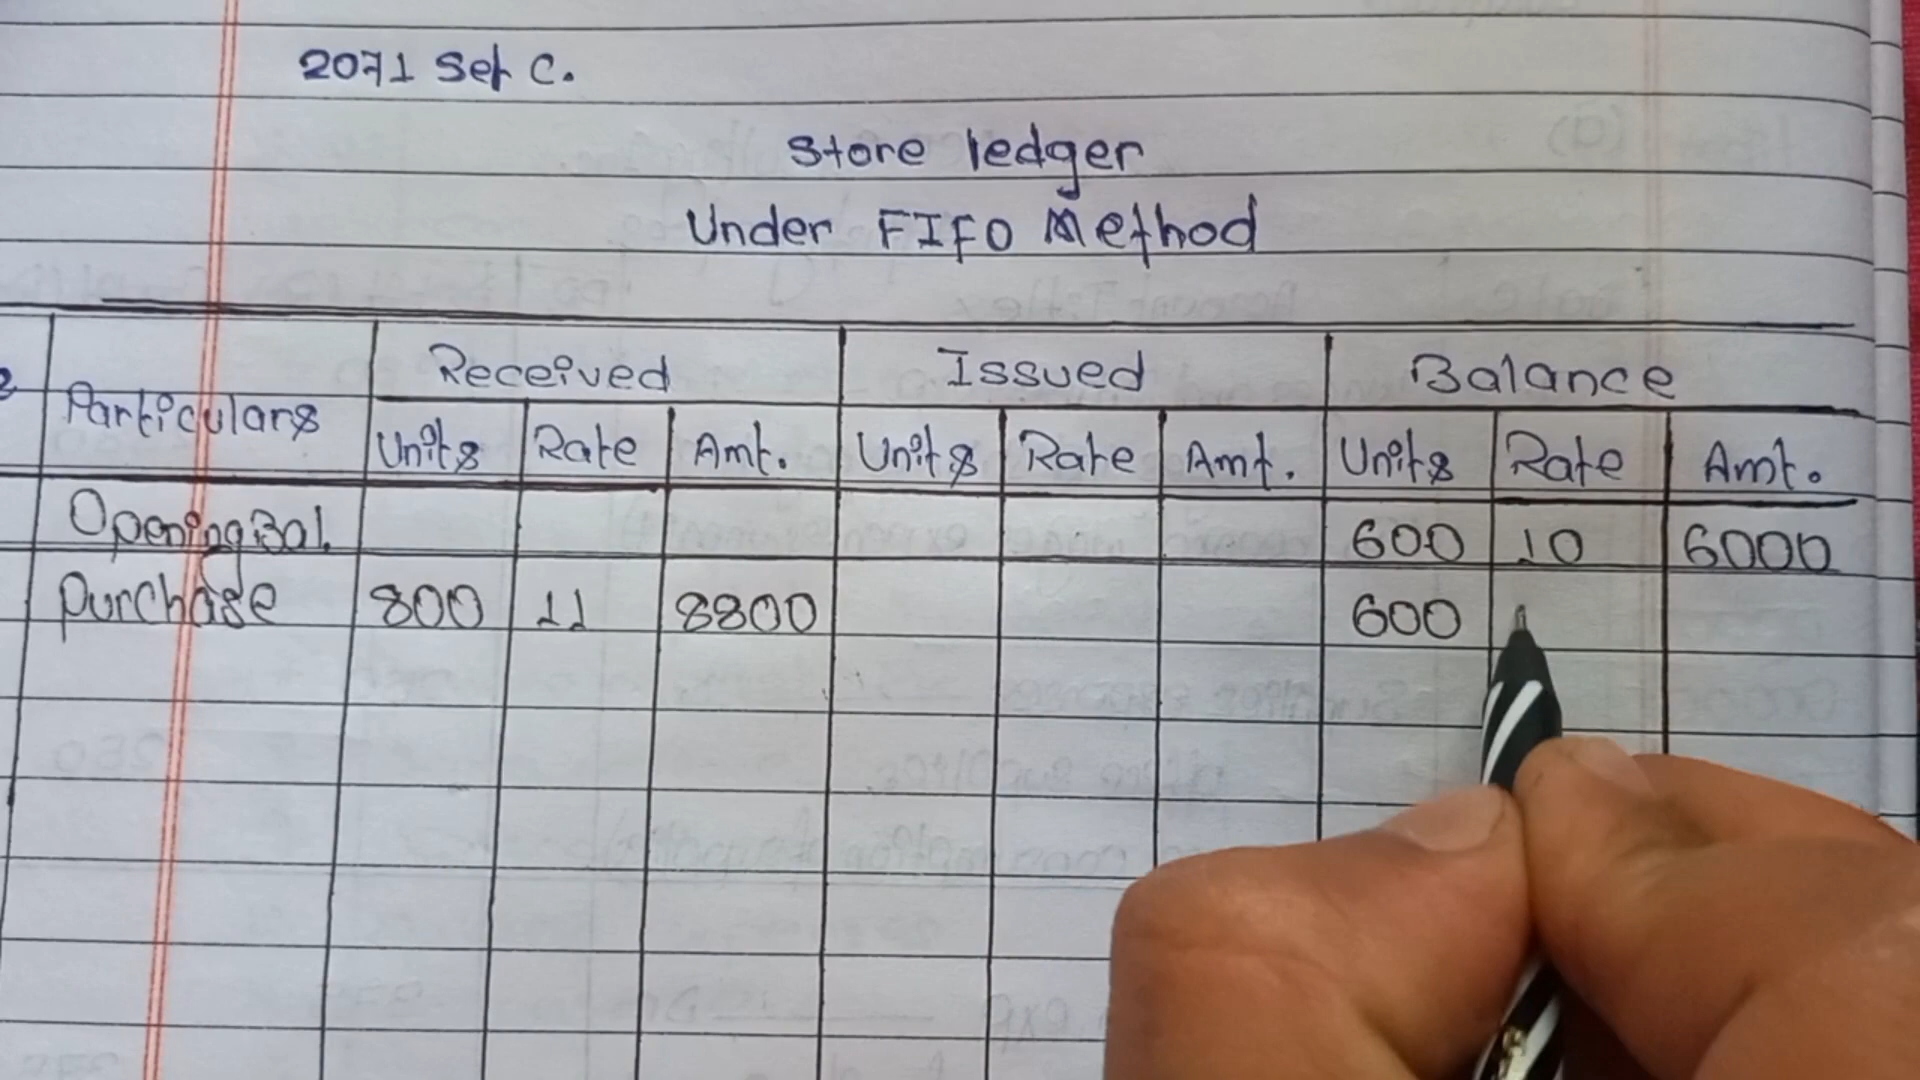 2071 Set C.
Store ledger
Under FIFO Method
Particulars Received Issued Balance
Units Rate Amt. Units Rate Amt. Units Rate Amt.
Opening Bal. 600 10 6000
Purchase 800 11 8800 600